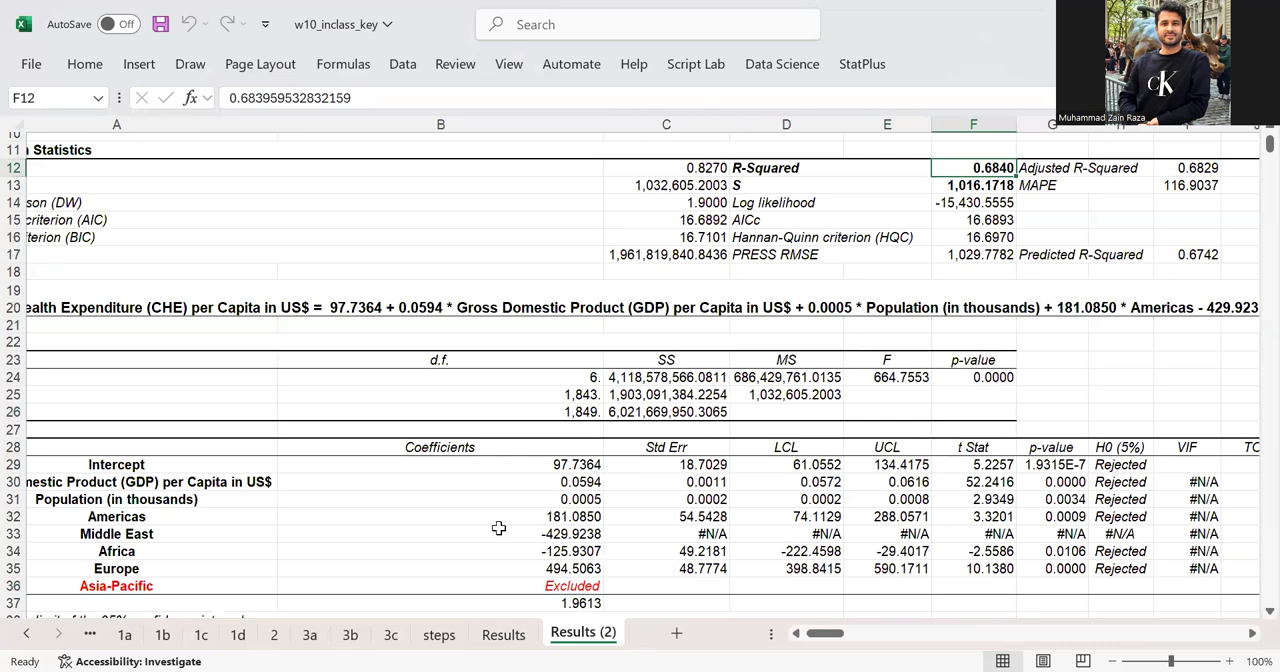 AutoSave Off w10_inclass_key Search
CK
File Home Insert Draw Page Layout Formulas Data Review View Automate Help Script Lab Data Science StatPlus
Muhammad Zain Raza
F12 fx 0.683959532832159
A B C D E F G H
10
11 Statistics
12 0.8270 R-Squared 0.6840 Adjusted R-Squared 0.6829
13 1,032,605.2003 S 1,016.1718 MAPE 116.9037
14 son (DW) 1.9000 Log likelihood -15,430.5555
15 criterion (AIC) 16.6892 AICc 16.6893
16 iterion (BIC) 16.7101 Hannan-Quinn criterion (HQC) 16.6970
17 1,961,819,840.8436 PRESS RMSE 1,029.7782 Predicted R-Squared 0.6742
18
19
20 ealth Expenditure (CHE) per Capita in US$ = 97.7364 + 0.0594 * Gross Domestic Product (GDP) per Capita in US$ + 0.0005 * Population (in thousands) + 181.0850 * Americas - 429.923
21
22
23 d.f. SS MS F p-value
24 6. 4,118,578,566.0811 686,429,761.0135 664.7553 0.0000
25 1,843. 1,903,091,384.2254 1,032,605.2003
26 1,849. 6,021,669,950.3065
27
28 Coefficients Std Err LCL UCL t Stat p-value H0 (5%) VIF TO
29 Intercept 97.7364 18.7029 61.0552 134.4175 5.2257 1.9315E-7 Rejected
30 mestic Product (GDP) per Capita in US$ 0.0594 0.0011 0.0572 0.0616 52.2416 0.0000 Rejected #N/A
31 Population (in thousands) 0.0005 0.0002 0.0002 0.0008 2.9349 0.0034 Rejected #N/A
32 Americas 181.0850 54.5428 74.1129 288.0571 3.3201 0.0009 Rejected #N/A
33 Middle East -429.9238 #N/A #N/A #N/A #N/A #N/A #N/A #N/A
34 Africa -125.9307 49.2181 -222.4598 -29.4017 -2.5586 0.0106 Rejected #N/A
35 Europe 494.5063 48.7774 398.8415 590.1711 10.1380 0.0000 Rejected #N/A
36 Asia-Pacific Excluded
37 1.9613
1a 1b 1c 1d 2 3a 3b 3c steps Results Results (2)
Ready Accessibility: Investigate 100%